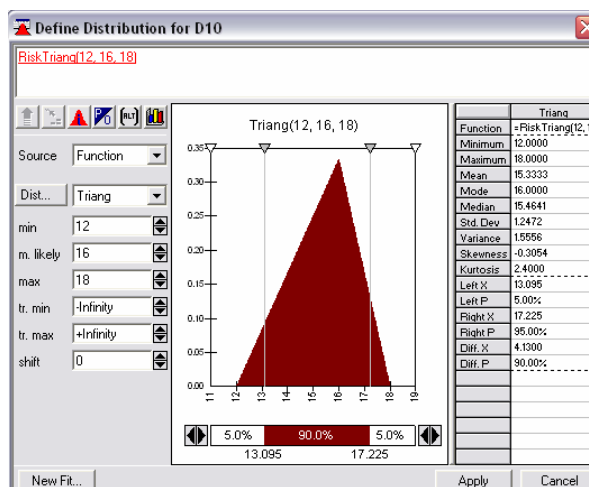 Define Distribution for D10
RiskTriang(12, 16, 18)
P/O
(ALT)
Source Function
Dist... Triang
min 12
m. likely 16
max 18
tr. min -Infinity
tr. max +Infinity
shift 0
New Fit...
Triang(12, 16, 18)
0.35
0.30
0.25
0.20
0.15
0.10
0.05
0.00
11 12 13 14 15 16 17 18 19
5.0% 90.0% 5.0%
13.095 17.225
Triang
Function =RiskTriang(12, 1
Minimum 12.0000
Maximum 18.0000
Mean 15.3333
Mode 16.0000
Median 15.4641
Std. Dev 1.2472
Variance 1.5556
Skewness -0.3054
Kurtosis 2.4000
Left X 13.095
Left P 5.00%
Right X 17.225
Right P 95.00%
Diff. X 4.1300
Diff. P 90.00%
Apply Cancel